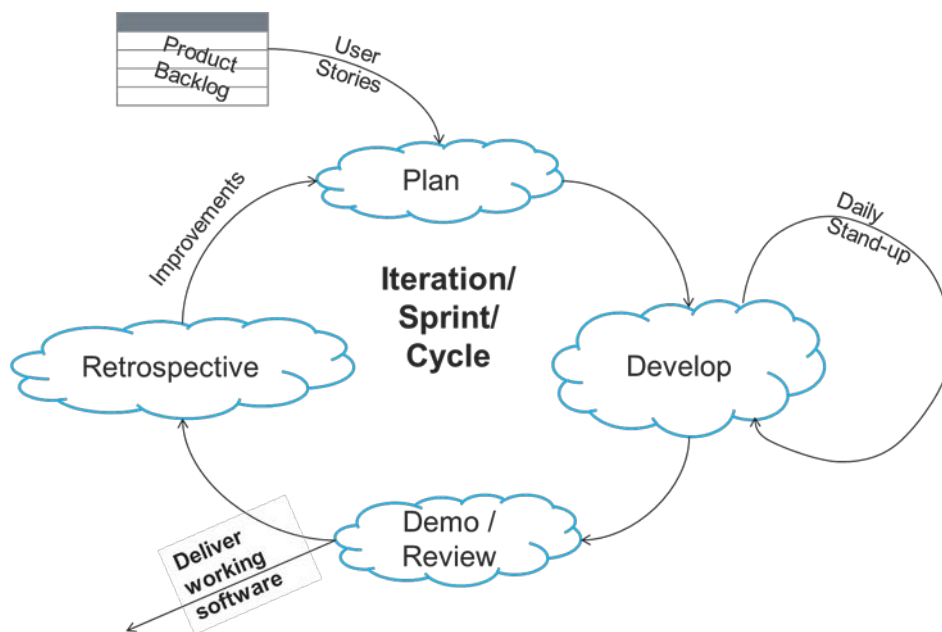 Product
Backlog
User
Stories
Plan
Improvements
Daily
Stand-up
Iteration/
Sprint/
Cycle
Retrospective
Develop
Demo /
Review
Deliver
working
software